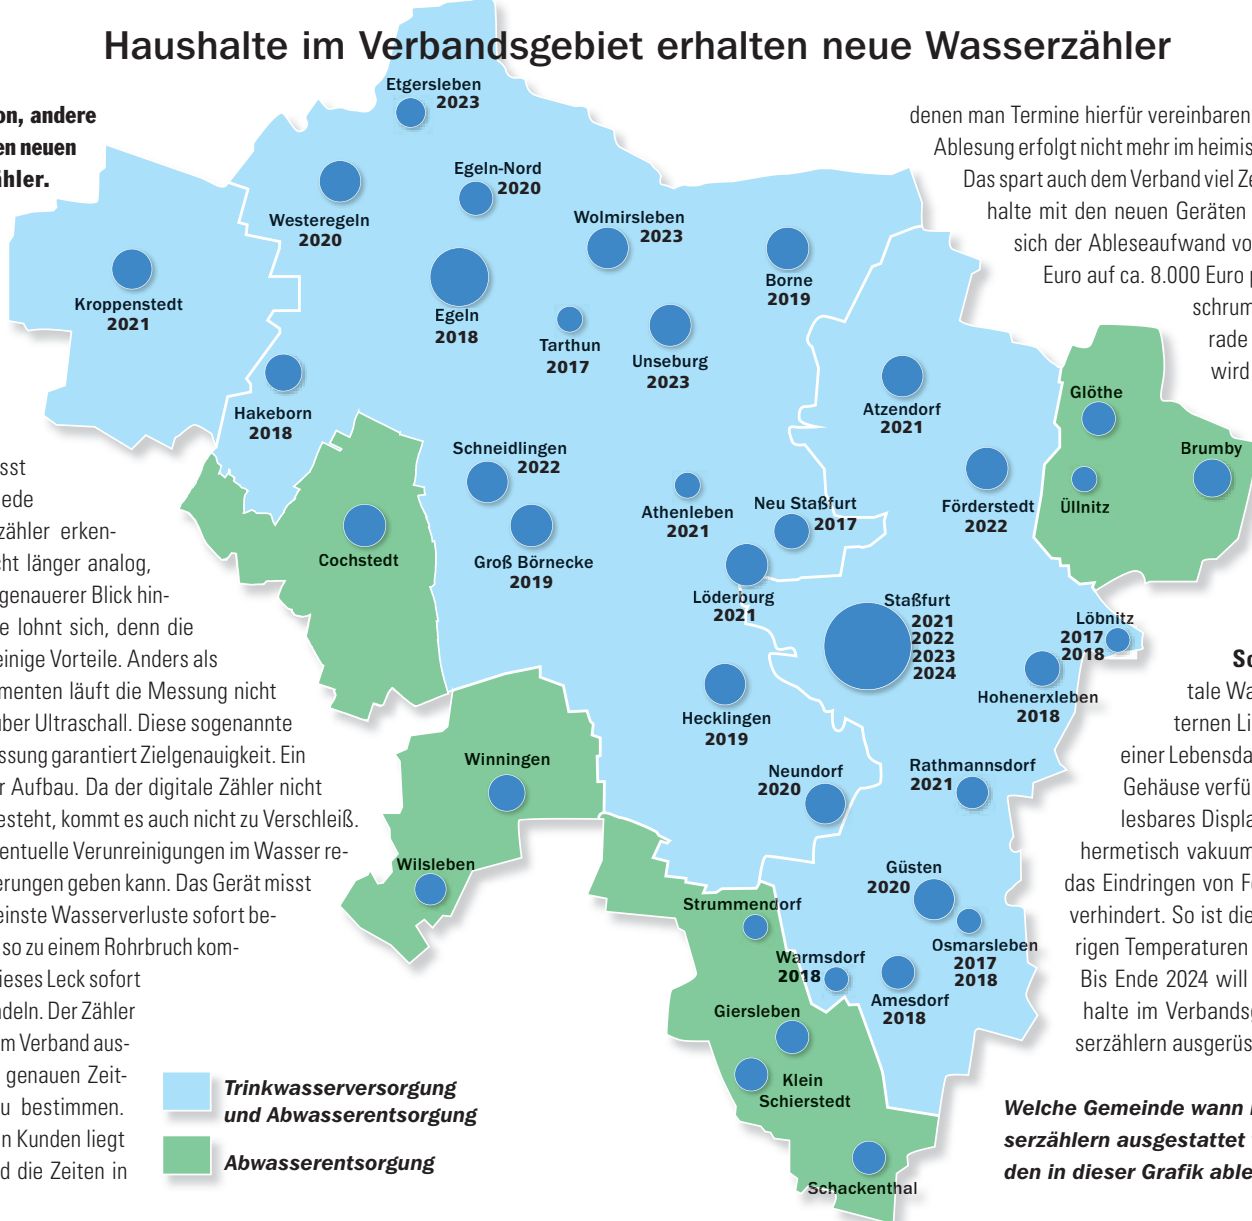 Haushalte im Verbandsgebiet erhalten neue Wasserzähler
on, andere
en neuen
ähler.
sst
ede
zähler erken-
cht länger analog,
genauerer Blick hin-
e lohnt sich, denn die
einige Vorteile. Anders als
menten läuft die Messung nicht
über Ultraschall. Diese sogenannte
ssung garantiert Zielgenauigkeit. Ein
r Aufbau. Da der digitale Zähler nicht
esteht, kommt es auch nicht zu Verschleiß.
entuelle Verunreinigungen im Wasser re-
erungen geben kann. Das Gerät misst
einste Wasserverluste sofort be-
so zu einem Rohrbruch kom-
dieses Leck sofort
ndeln. Der Zähler
m Verband aus-
genauen Zeit-
u bestimmen.
n Kunden liegt
d die Zeiten in
Etgersleben
2023
Westeregeln
2020
Egeln-Nord
2020
Wolmirsleben
2023
Kroppenstedt
2021
Egeln
2018
Tarthun
2017
Unseburg
2023
Borne
2019
Hakeborn
2018
Atzendorf
2021
Glöthe
Brumby
Üllnitz
Schneidlingen
2022
Cochstedt
Groß Börnecke
2019
Athenleben
2021
Neu Staßfurt
2017
Förderstedt
2022
Löderburg
2021
Staßfurt
2021
2022
2023
2024
Löbnitz
2017
2018
Hohenerxleben
2018
Hecklingen
2019
Winningen
Neundorf
2020
Rathmannsdorf
2021
Wilsleben
Güsten
2020
Strummendorf
Osmarsleben
2017
2018
Warmsdorf
2018
Amesdorf
2018
Giersleben
Klein
Schierstedt
Schackenthal
Trinkwasserversorgung
und Abwasserentsorgung
Abwasserentsorgung
denen man Termine hierfür vereinbaren
Ablesung erfolgt nicht mehr im heimis
Das spart auch dem Verband viel Ze
halte mit den neuen Geräten
sich der Ableseaufwand vo
Euro auf ca. 8.000 Euro p
schrum
rade
wird
So
tale Wa
ternen Li
einer Lebensda
Gehäuse verfü
lesbares Displa
hermetisch vakuum
das Eindringen von Fe
verhindert. So ist die
rigen Temperaturen
Bis Ende 2024 will
halte im Verbandsg
serzählern ausgerüs
Welche Gemeinde wann
serzählern ausgestattet
den in dieser Grafik able